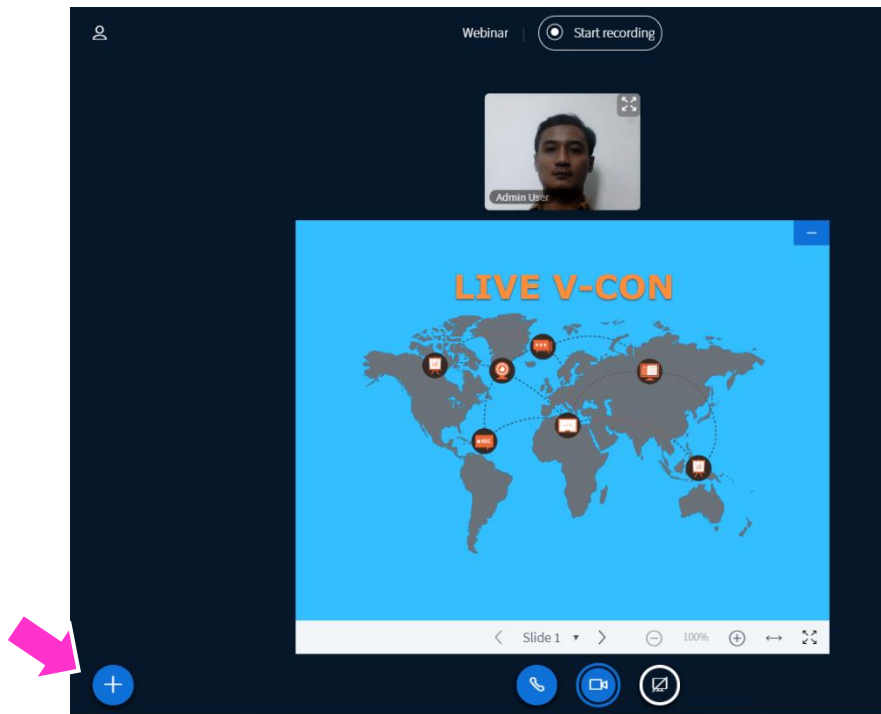 Webinar
Start recording
Admin User
LIVE V-CON
Slide 1
100%